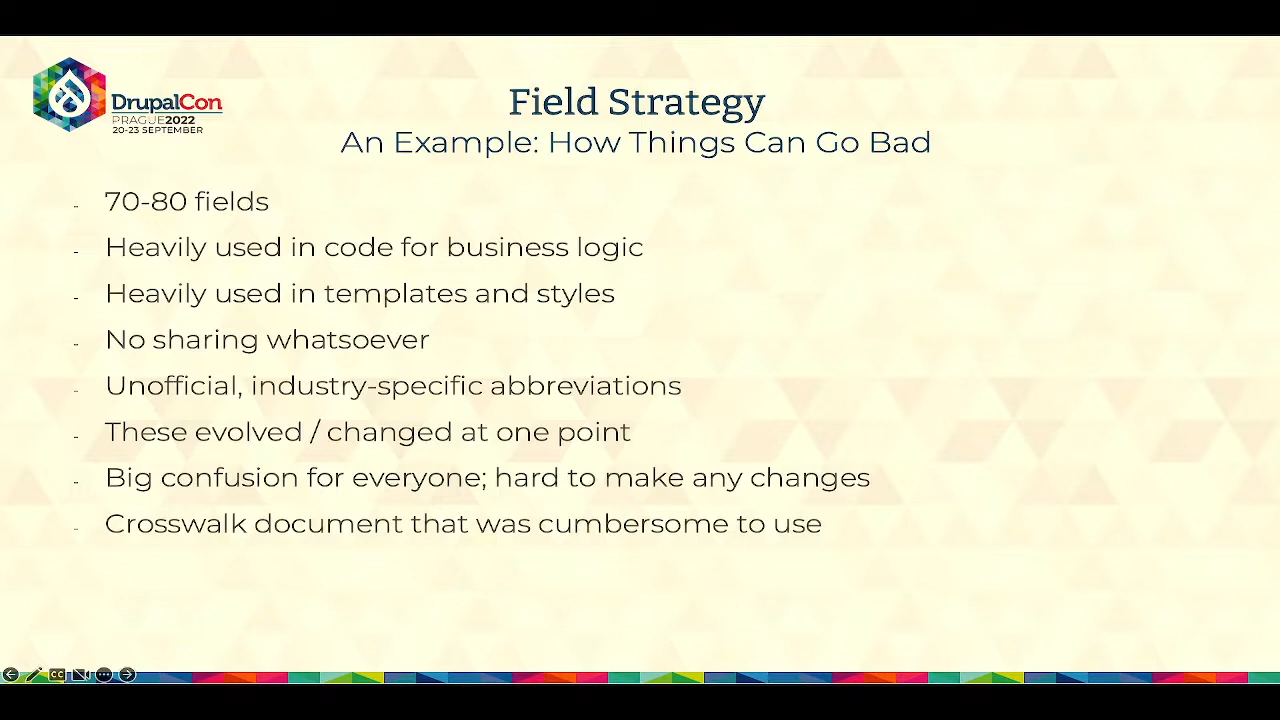 DrupalCon
PRAGUE2022
20-23 SEPTEMBER
Field Strategy
An Example: How Things Can Go Bad
- 70-80 fields
- Heavily used in code for business logic
- Heavily used in templates and styles
- No sharing whatsoever
- Unofficial, industry-specific abbreviations
- These evolved / changed at one point
- Big confusion for everyone; hard to make any changes
- Crosswalk document that was cumbersome to use
CC